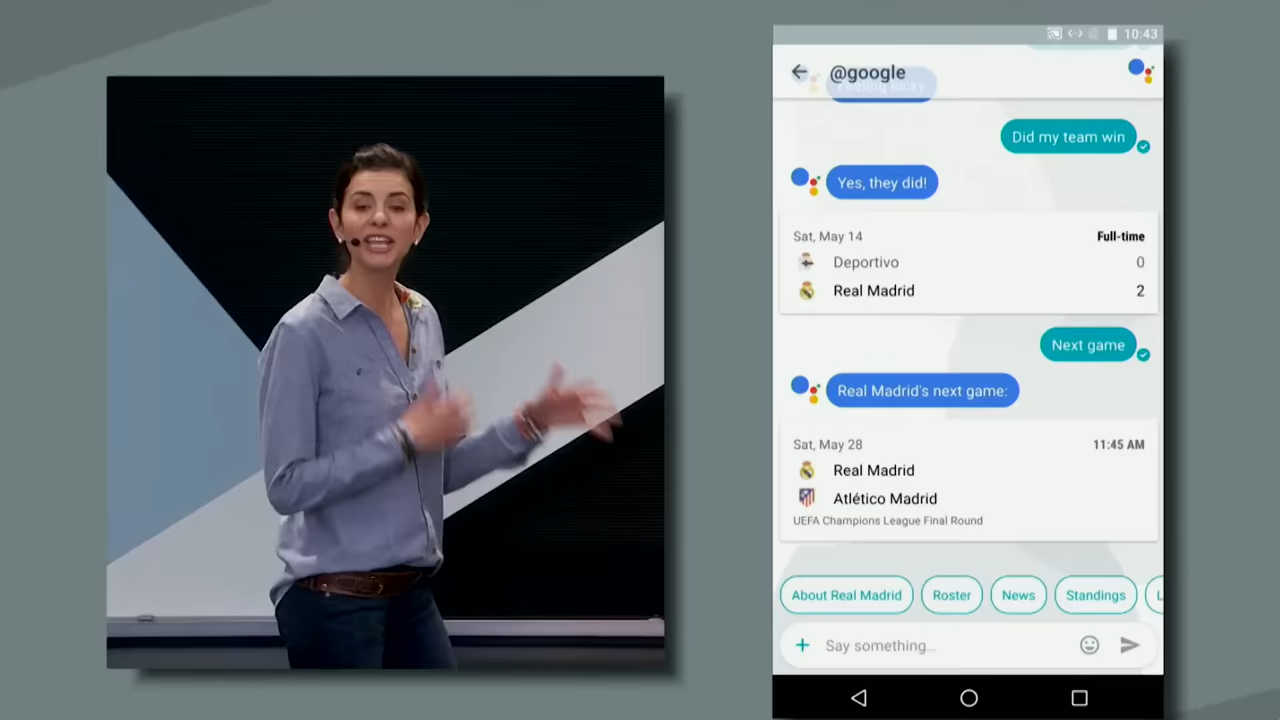 10:43
@google
Feeling lucky
Did my team win
Yes, they did!
Sat, May 14 Full-time
Deportivo 0
Real Madrid 2
Next game
Real Madrid's next game:
Sat, May 28 11:45 AM
Real Madrid
Atlético Madrid
UEFA Champions League Final Round
About Real Madrid Roster News Standings L
Say something...